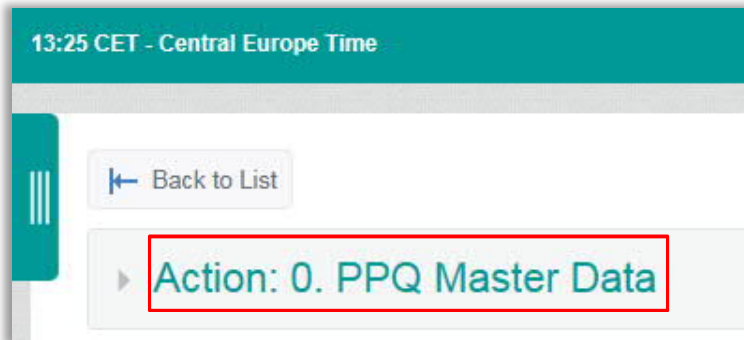 13:25 CET - Central Europe Time
Back to List
Action: 0. PPQ Master Data